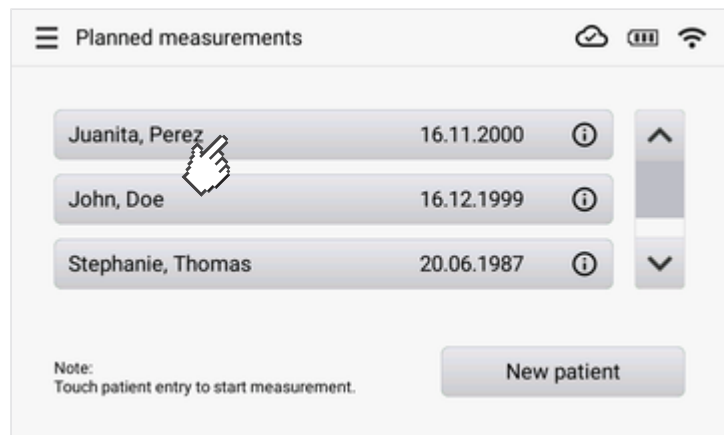 Planned measurements
Juanita, Perez 16.11.2000
John, Doe 16.12.1999
Stephanie, Thomas 20.06.1987
Note:
Touch patient entry to start measurement.
New patient